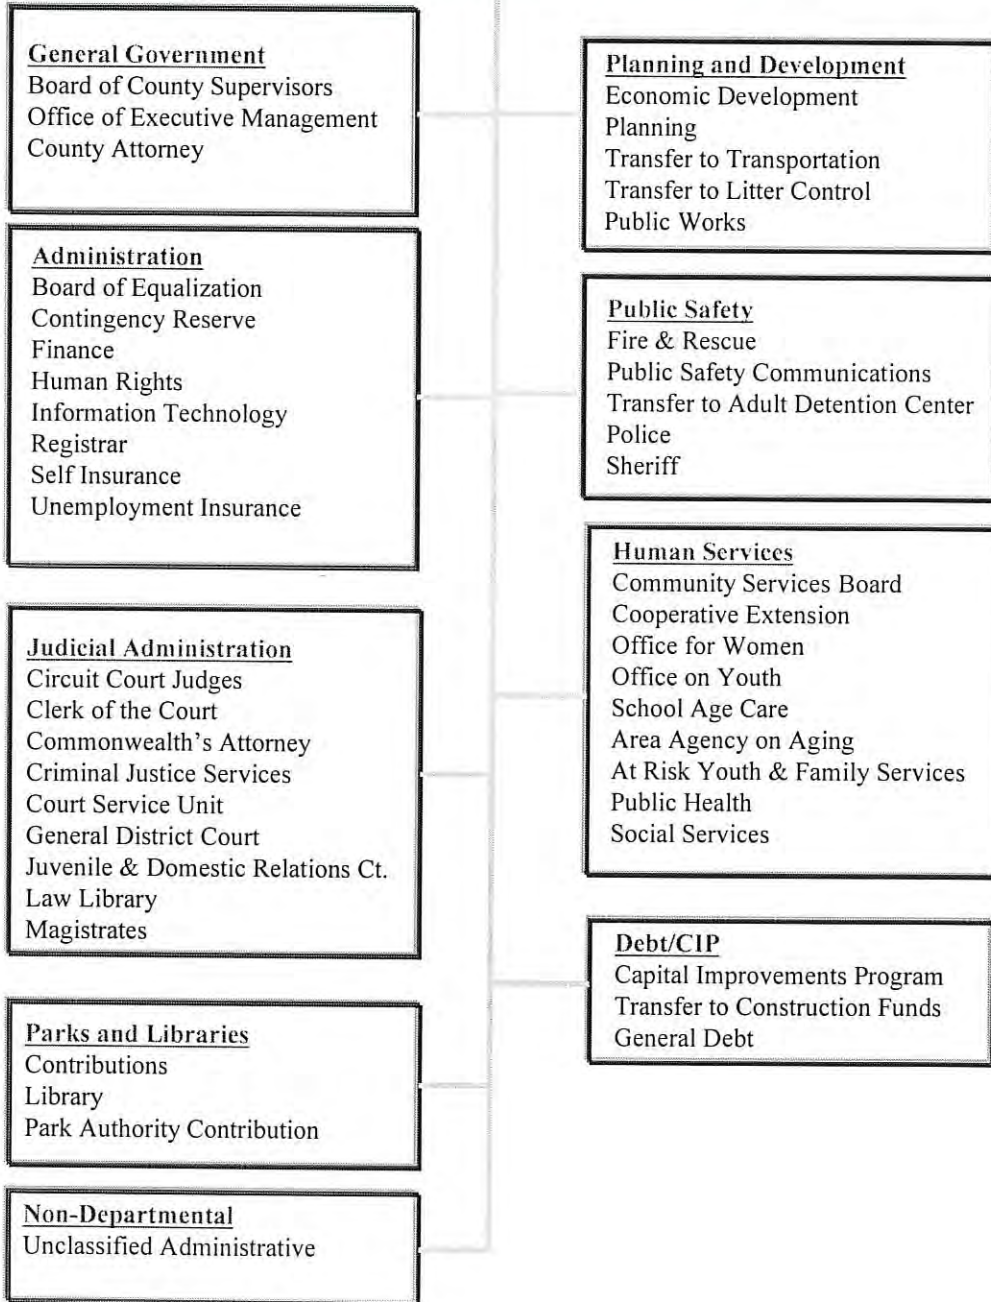 General Government
Board of County Supervisors
Office of Executive Management
County Attorney
Administration
Board of Equalization
Contingency Reserve
Finance
Human Rights
Information Technology
Registrar
Self Insurance
Unemployment Insurance
Judicial Administration
Circuit Court Judges
Clerk of the Court
Commonwealth's Attorney
Criminal Justice Services
Court Service Unit
General District Court
Juvenile & Domestic Relations Ct.
Law Library
Magistrates
Parks and Libraries
Contributions
Library
Park Authority Contribution
Non-Departmental
Unclassified Administrative
Planning and Development
Economic Development
Planning
Transfer to Transportation
Transfer to Litter Control
Public Works
Public Safety
Fire & Rescue
Public Safety Communications
Transfer to Adult Detention Center
Police
Sheriff
Human Services
Community Services Board
Cooperative Extension
Office for Women
Office on Youth
School Age Care
Area Agency on Aging
At Risk Youth & Family Services
Public Health
Social Services
Debt/CIP
Capital Improvements Program
Transfer to Construction Funds
General Debt